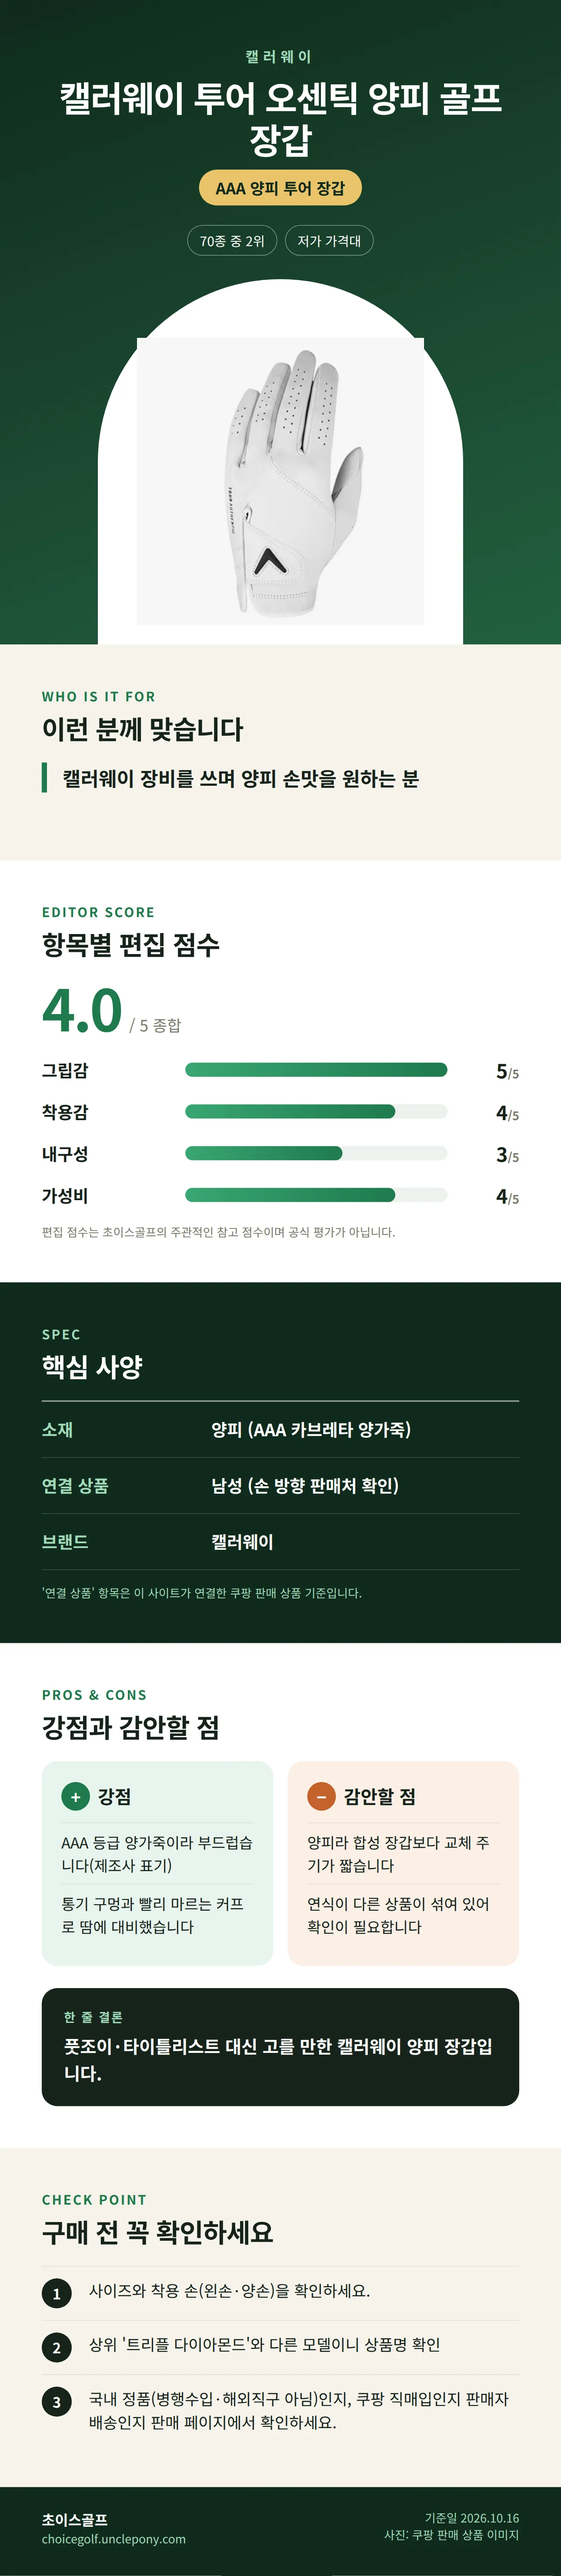 캘러웨이
캘러웨이 투어 오센틱 양피 골프
장갑
AAA 양피 투어 장갑
70종 중 2위
저가 가격대
TOUR AUTHENTIC
WHO IS IT FOR
이런 분께 맞습니다
캘러웨이 장비를 쓰며 양피 손맛을 원하는 분
EDITOR SCORE
항목별 편집 점수
4.0 / 5 종합
그립감 5/5
착용감 4/5
내구성 3/5
가성비 4/5
편집 점수는 초이스골프의 주관적인 참고 점수이며 공식 평가가 아닙니다.
SPEC
핵심 사양
소재 양피 (AAA 카브레타 양가죽)
연결 상품 남성 (손 방향 판매처 확인)
브랜드 캘러웨이
'연결 상품' 항목은 이 사이트가 연결한 쿠팡 판매 상품 기준입니다.
PROS & CONS
강점과 감안할 점
+ 강점
AAA 등급 양가죽이라 부드럽습
니다(제조사 표기)
통기 구멍과 빨리 마르는 커프
로 땀에 대비했습니다
− 감안할 점
양피라 합성 장갑보다 교체 주
기가 짧습니다
연식이 다른 상품이 섞여 있어
확인이 필요합니다
한 줄 결론
풋조이·타이틀리스트 대신 고를 만한 캘러웨이 양피 장갑입
니다.
CHECK POINT
구매 전 꼭 확인하세요
1 사이즈와 착용 손(왼손·양손)을 확인하세요.
2 상위 '트리플 다이아몬드'와 다른 모델이니 상품명 확인
3 국내 정품(병행수입·해외직구 아님)인지, 쿠팡 직매입인지 판매자
배송인지 판매 페이지에서 확인하세요.
초이스골프
choicegolf.unclepony.com
기준일 2026.10.16
사진: 쿠팡 판매 상품 이미지